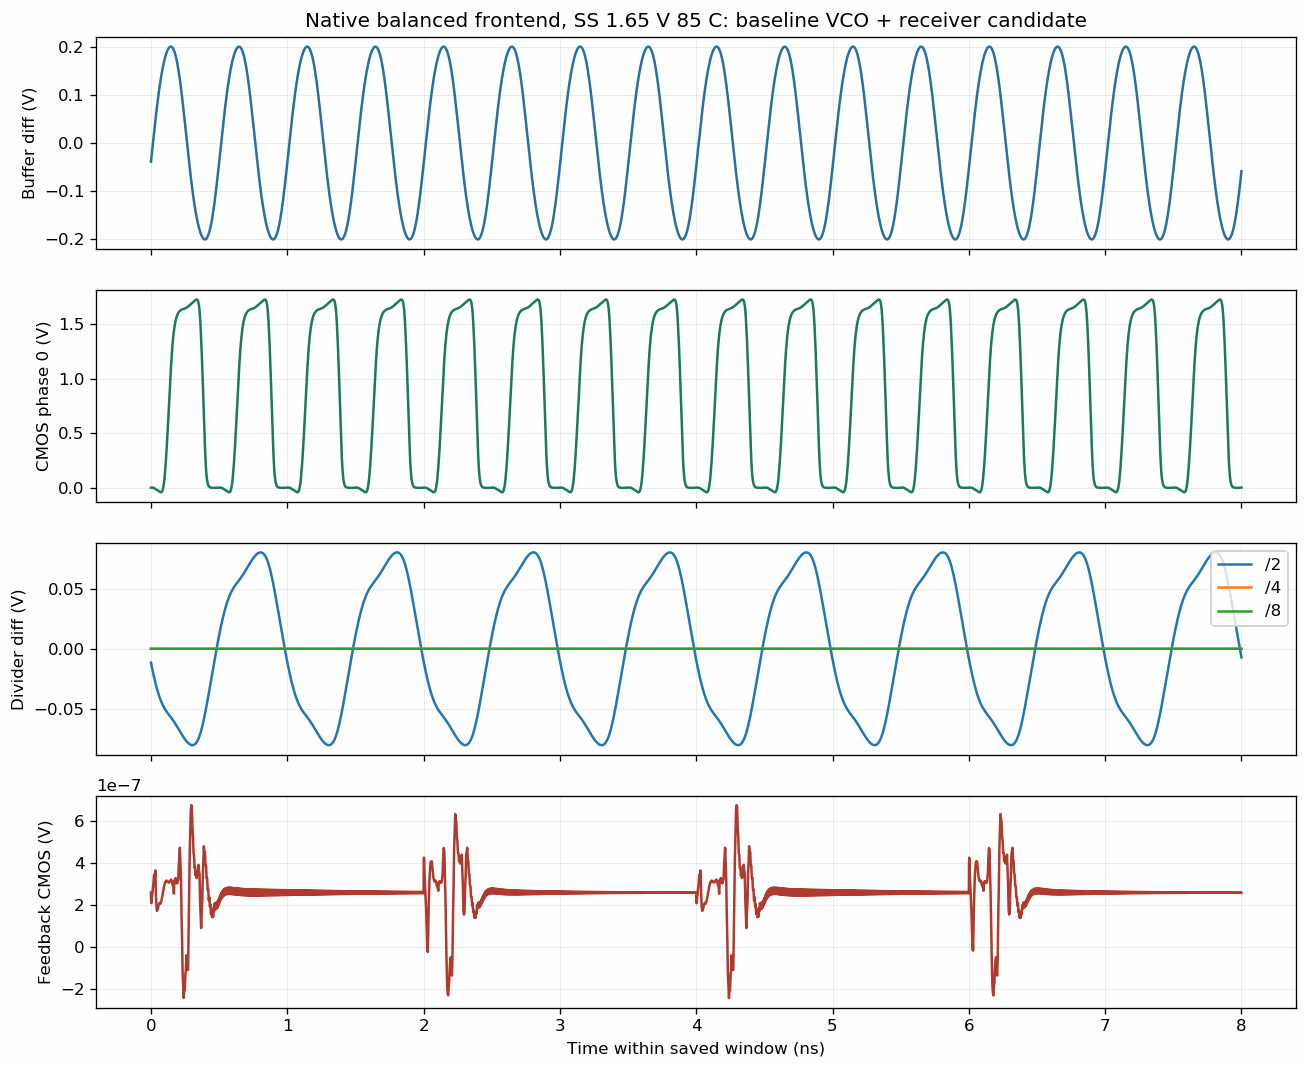 Native balanced frontend, SS 1.65 V 85 C: baseline VCO + receiver candidate
Buffer diff (V)
0.2
0.1
0.0
−0.1
−0.2
CMOS phase 0 (V)
1.5
1.0
0.5
0.0
Divider diff (V)
0.05
0.00
−0.05
/2
/4
/8
1e−7
Feedback CMOS (V)
6
4
2
0
−2
0 1 2 3 4 5 6 7 8
Time within saved window (ns)